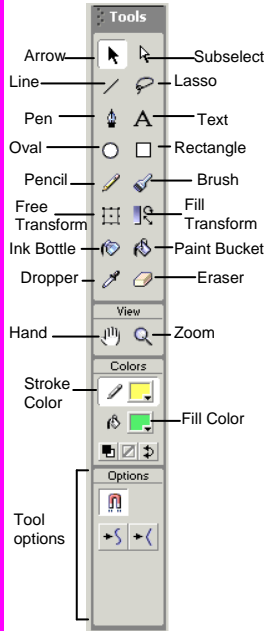 Tools
Arrow Subselect
Line Lasso
Pen Text
Oval Rectangle
Pencil Brush
Free Transform Fill Transform
Ink Bottle Paint Bucket
Dropper Eraser
View
Hand Zoom
Colors
Stroke Color
Fill Color
Options
Tool options